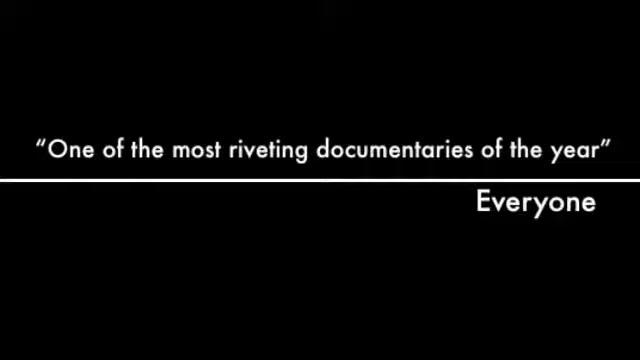 “One of the most riveting documentaries of the year”
Everyone